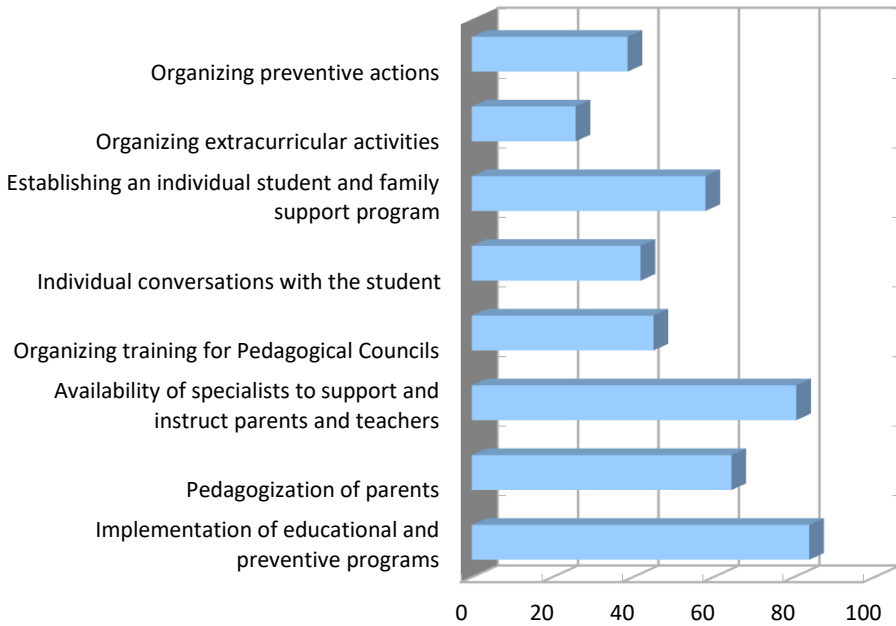 Organizing preventive actions
Organizing extracurricular activities
Establishing an individual student and family
support program
Individual conversations with the student
Organizing training for Pedagogical Councils
Availability of specialists to support and
instruct parents and teachers
Pedagogization of parents
Implementation of educational and
preventive programs
0 20 40 60 80 100